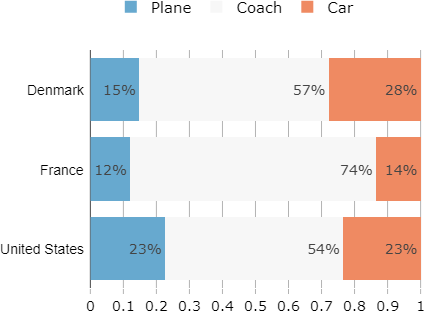 Plane Coach Car
Denmark 15% 57% 28%
France 12% 74% 14%
United States 23% 54% 23%
0 0.1 0.2 0.3 0.4 0.5 0.6 0.7 0.8 0.9 1